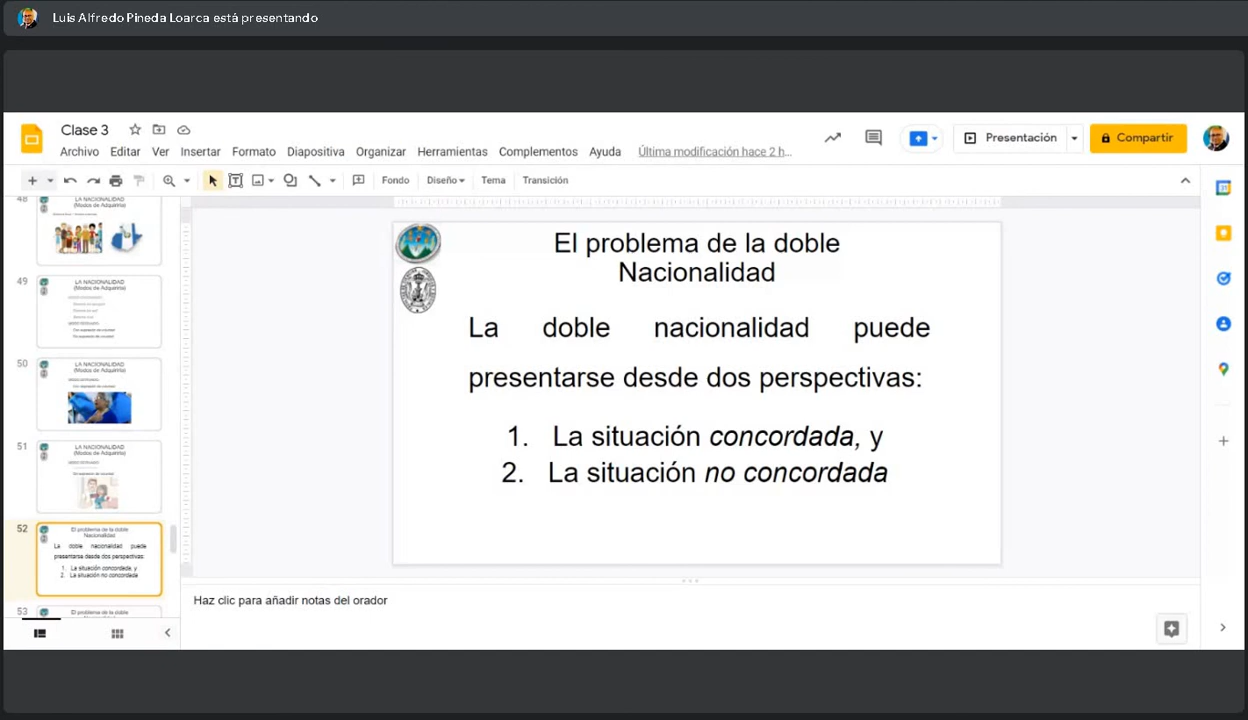 Luis Alfredo Pineda Loarca está presentando
Clase 3
Archivo Editar Ver Insertar Formato Diapositiva Organizar Herramientas Complementos Ayuda Última modificación hace 2 h...
Presentación
Compartir
Fondo Diseño Tema Transición
48
(Modos de Adquirirla)
49
LA NACIONALIDAD
(Modos de Adquirirla)
50
LA NACIONALIDAD
(Modos de Adquirirla)
51
LA NACIONALIDAD
(Modos de Adquirirla)
52
El problema de la doble
Nacionalidad
La doble nacionalidad puede
presentarse desde dos perspectivas:
1. La situación concordada, y
2. La situación no concordada
53
El problema de la doble
El problema de la doble
Nacionalidad
La doble nacionalidad puede
presentarse desde dos perspectivas:
1. La situación concordada, y
2. La situación no concordada
Haz clic para añadir notas del orador